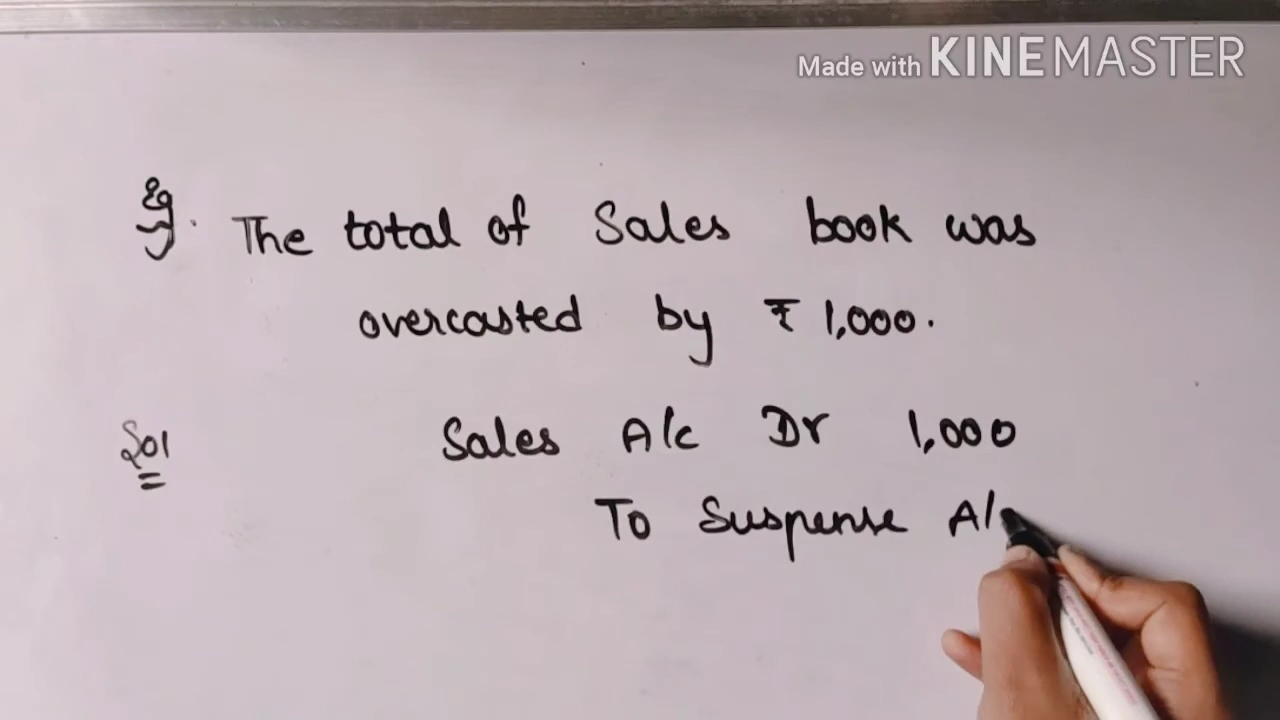 Made with KINEMASTER
Eg. The total of Sales book was
overcasted by ₹ 1,000.
Sol Sales A/c Dr 1,000
To Suspense A/